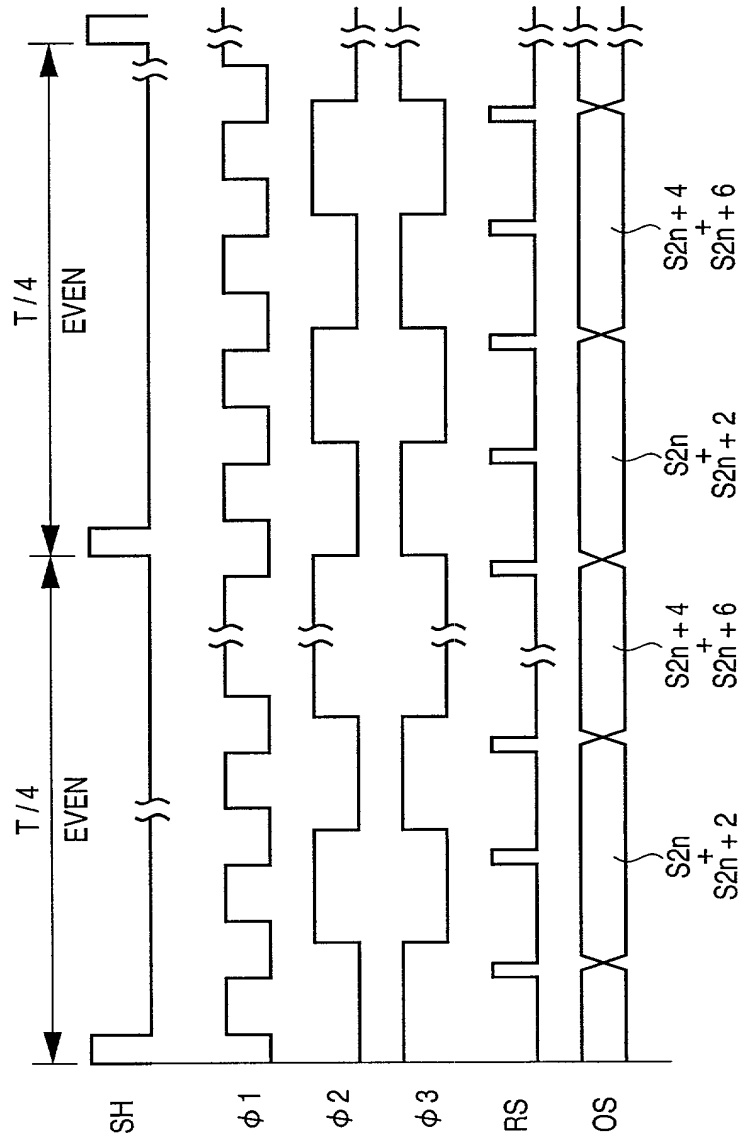 T/4
EVEN
T/4
EVEN
SH
φ1
φ2
φ3
RS
OS
S2n
+
S2n+2
S2n+4
+
S2n+6
S2n
+
S2n+2
S2n+4
+
S2n+6